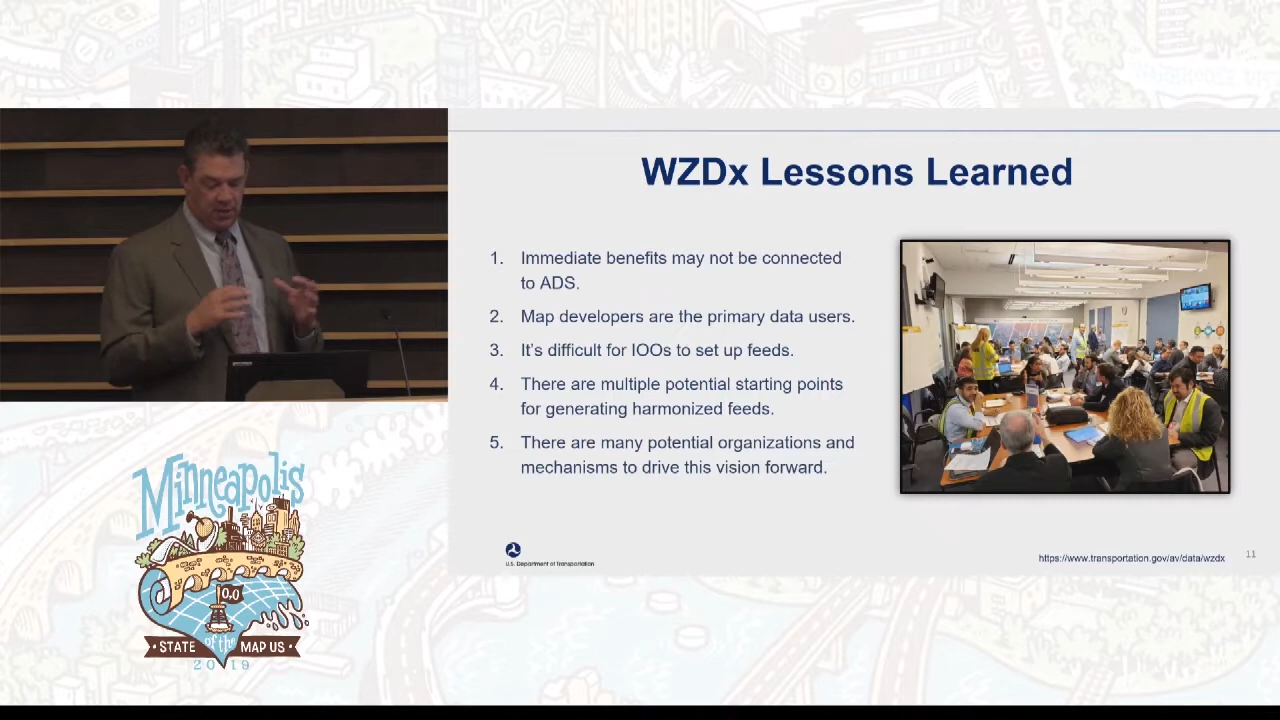 WZDx Lessons Learned
1. Immediate benefits may not be connected
to ADS.
2. Map developers are the primary data users.
3. It's difficult for IOOs to set up feeds.
4. There are multiple potential starting points
for generating harmonized feeds.
5. There are many potential organizations and
mechanisms to drive this vision forward.
U.S. Department of Transportation
https://www.transportation.gov/av/data/wzdx
11
Minneapolis
0,0
STATE of the MAP US
2019